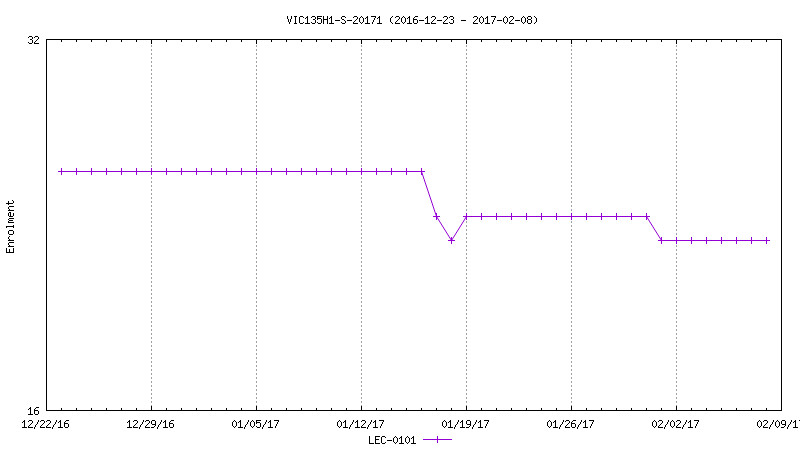 VIC135H1-S-20171 (2016-12-23 - 2017-02-08)
32
Enrolment
16
12/22/16 12/29/16 01/05/17 01/12/17 01/19/17 01/26/17 02/02/17 02/09/1
LEC-0101